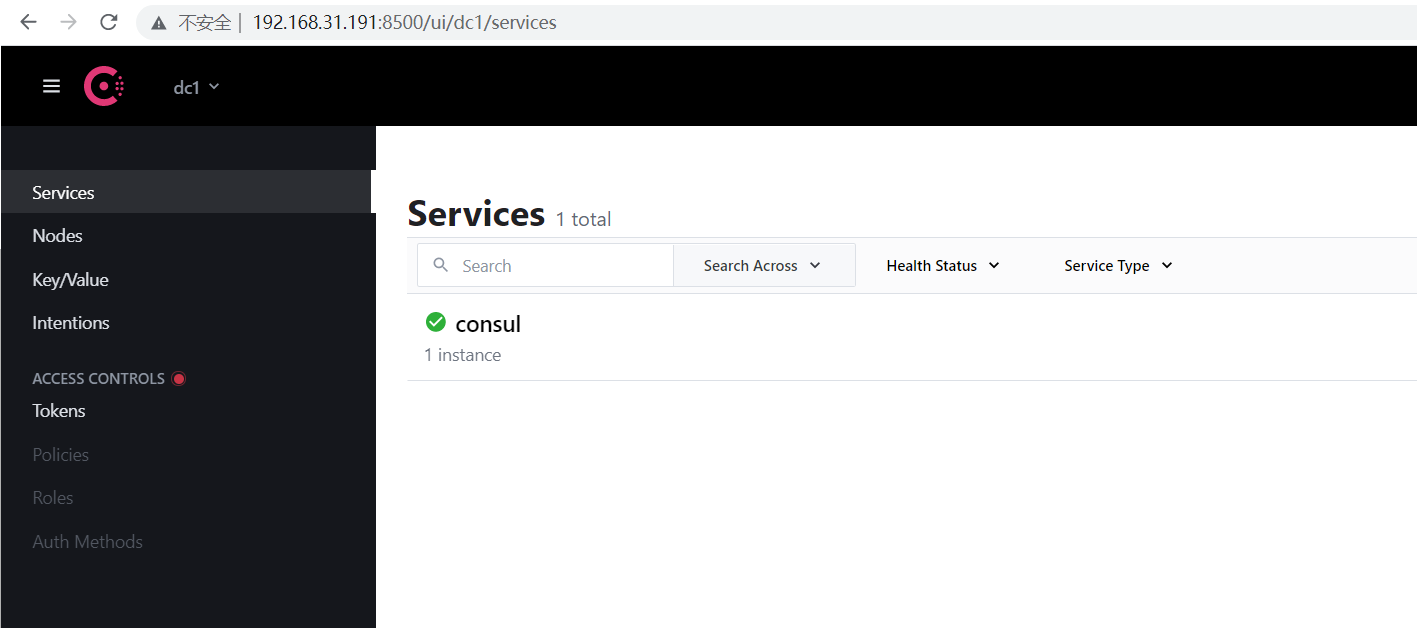 不安全 | 192.168.31.191:8500/ui/dc1/services
dc1
Services
Nodes
Key/Value
Intentions
ACCESS CONTROLS
Tokens
Policies
Roles
Auth Methods
Services 1 total
Search Search Across Health Status Service Type
consul
1 instance